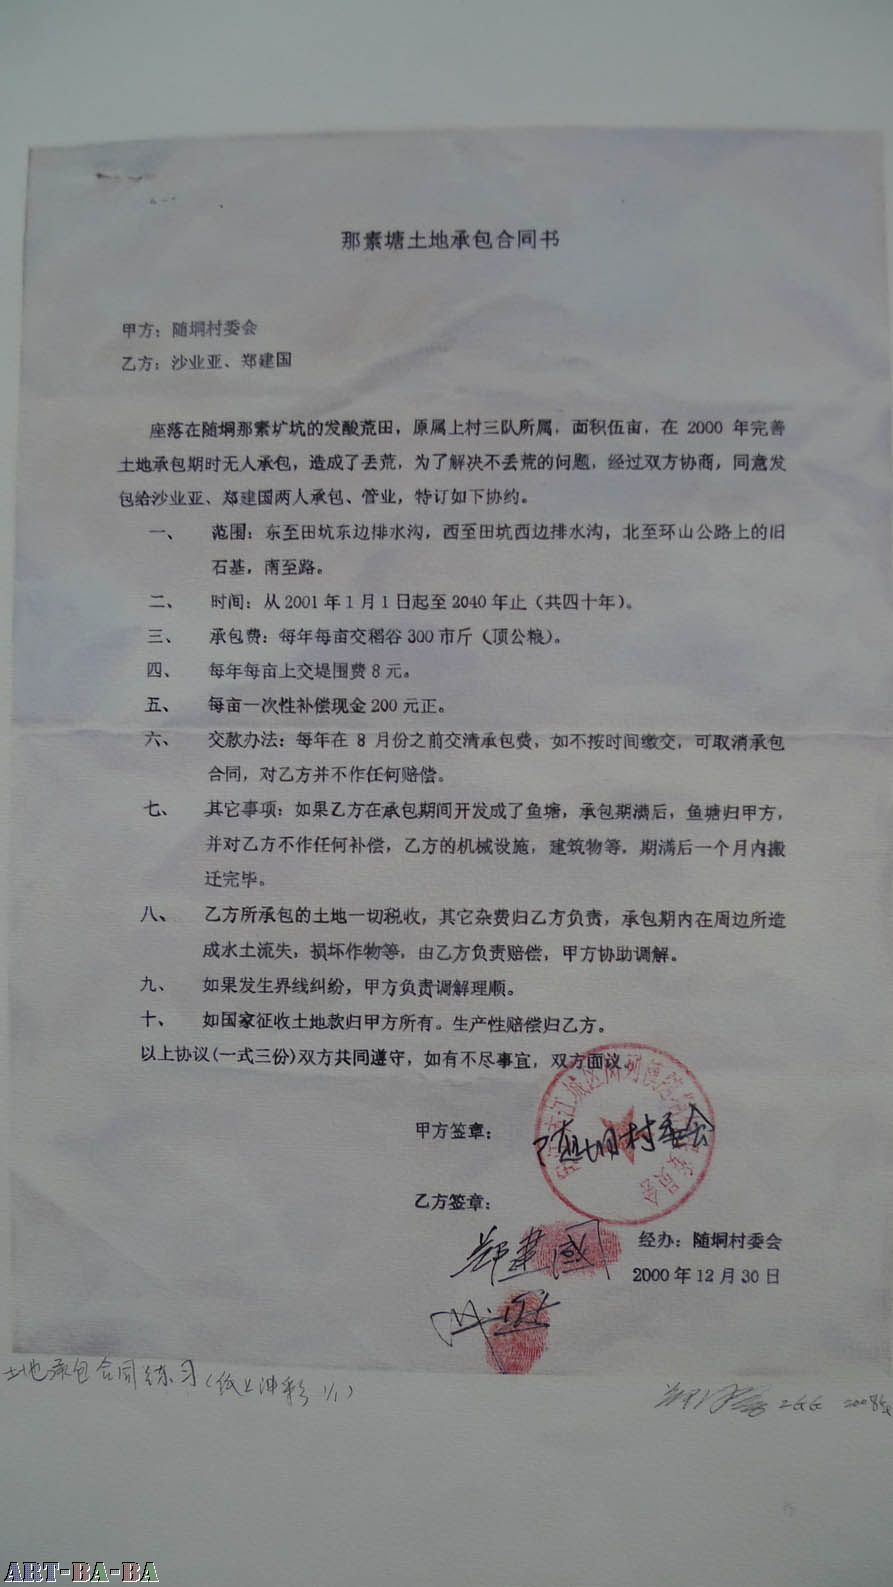 那素塘土地承包合同书
甲方：随垌村委会
乙方：沙业亚、郑建国
座落在随垌那素圹坑的发酸荒田，原属上村三队所属，面积伍亩，在 2000 年完善
土地承包期时无人承包，造成了丢荒，为了解决不丢荒的问题，经过双方协商，同意发
包给沙业亚、郑建国两人承包、管业，特订如下协约。
一、 范围：东至田坑东边排水沟，西至田坑西边排水沟，北至环山公路上的旧
石基，南至路。
二、 时间：从 2001 年 1 月 1 日起至 2040 年止（共四十年）。
三、 承包费：每年每亩交稻谷 300 市斤（顶公粮）。
四、 每年每亩上交堤围费 8 元。
五、 每亩一次性补偿现金 200 元正。
六、 交款办法：每年在 8 月份之前交清承包费，如不按时间缴交，可取消承包
合同，对乙方并不作任何赔偿。
七、 其它事项：如果乙方在承包期间开发成了鱼塘，承包期满后，鱼塘归甲方，
并对乙方不作任何补偿，乙方的机械设施，建筑物等，期满后一个月内搬
迁完毕。
八、 乙方所承包的土地一切税收，其它杂费归乙方负责，承包期内在周边所造
成水土流失，损坏作物等，由乙方负责赔偿，甲方协助调解。
九、 如果发生界线纠纷，甲方负责调解理顺。
十、 如国家征收土地款归甲方所有。生产性赔偿归乙方。
以上协议(一式三份)双方共同遵守，如有不尽事宜，双方面议。
甲方签章：
随垌村委会
乙方签章：
郑建國
经办：随垌村委会
2000 年 12 月 30 日
土地承包合同练习(纸上油彩 1/1)
ART-BA-BA